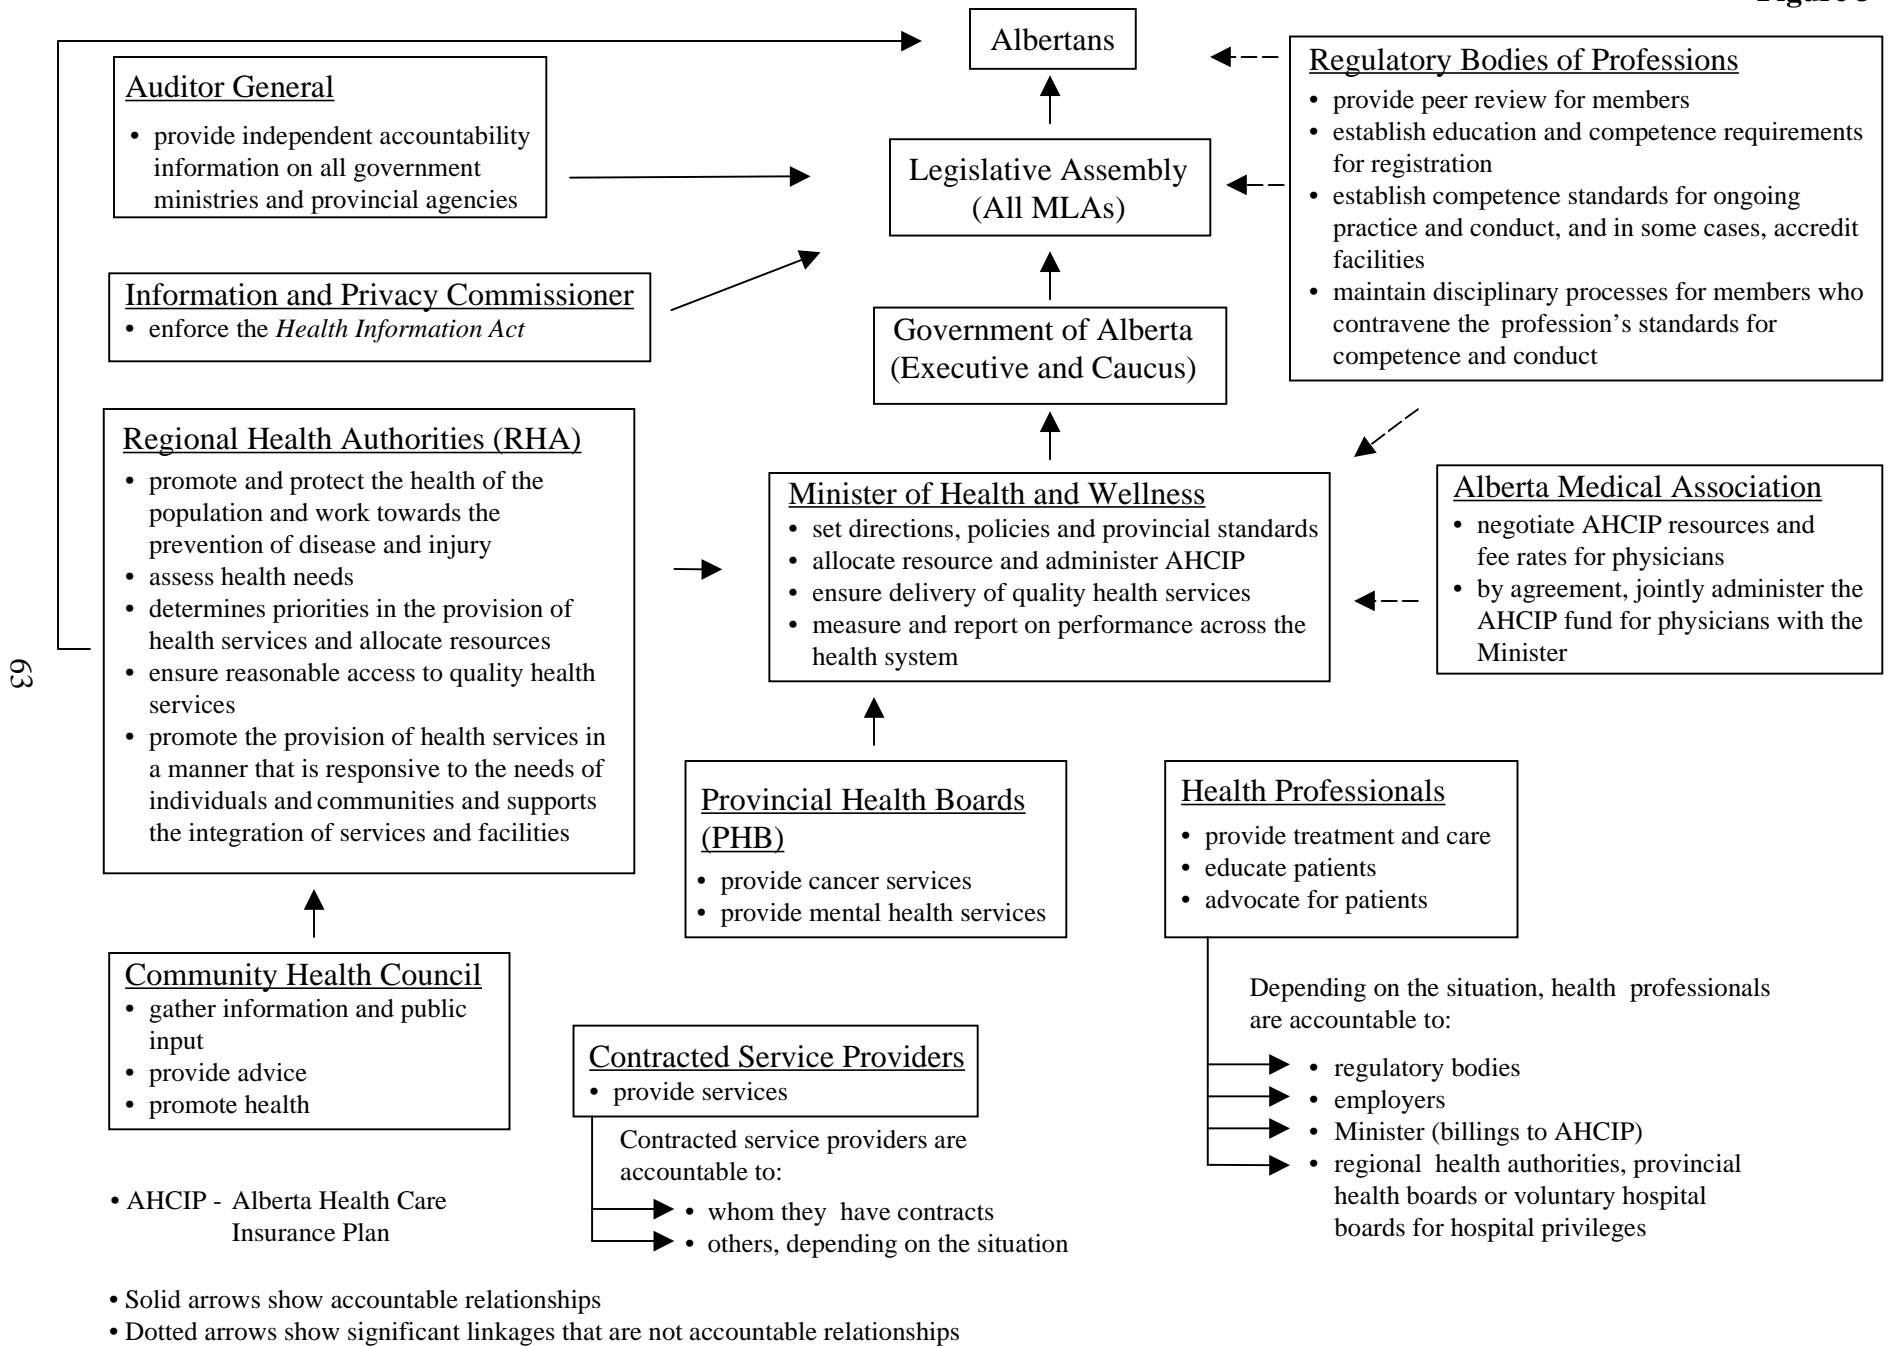 Albertans
Auditor General
• provide independent accountability
information on all government
ministries and provincial agencies
Legislative Assembly
(All MLAs)
Regulatory Bodies of Professions
• provide peer review for members
• establish education and competence requirements
for registration
• establish competence standards for ongoing
practice and conduct, and in some cases, accredit
facilities
• maintain disciplinary processes for members who
contravene the profession’s standards for
competence and conduct
Information and Privacy Commissioner
• enforce the Health Information Act
Government of Alberta
(Executive and Caucus)
Regional Health Authorities (RHA)
• promote and protect the health of the
population and work towards the
prevention of disease and injury
• assess health needs
• determines priorities in the provision of
health services and allocate resources
• ensure reasonable access to quality health
services
• promote the provision of health services in
a manner that is responsive to the needs of
individuals and communities and supports
the integration of services and facilities
Minister of Health and Wellness
• set directions, policies and provincial standards
• allocate resource and administer AHCIP
• ensure delivery of quality health services
• measure and report on performance across the
health system
Alberta Medical Association
• negotiate AHCIP resources and
fee rates for physicians
• by agreement, jointly administer the
AHCIP fund for physicians with the
Minister
63
Provincial Health Boards
(PHB)
• provide cancer services
• provide mental health services
Health Professionals
• provide treatment and care
• educate patients
• advocate for patients
Community Health Council
• gather information and public
input
• provide advice
• promote health
Depending on the situation, health professionals
are accountable to:
• regulatory bodies
• employers
• Minister (billings to AHCIP)
• regional health authorities, provincial
health boards or voluntary hospital
boards for hospital privileges
Contracted Service Providers
• provide services
Contracted service providers are
accountable to:
• whom they have contracts
• others, depending on the situation
• AHCIP - Alberta Health Care
Insurance Plan
• Solid arrows show accountable relationships
• Dotted arrows show significant linkages that are not accountable relationships